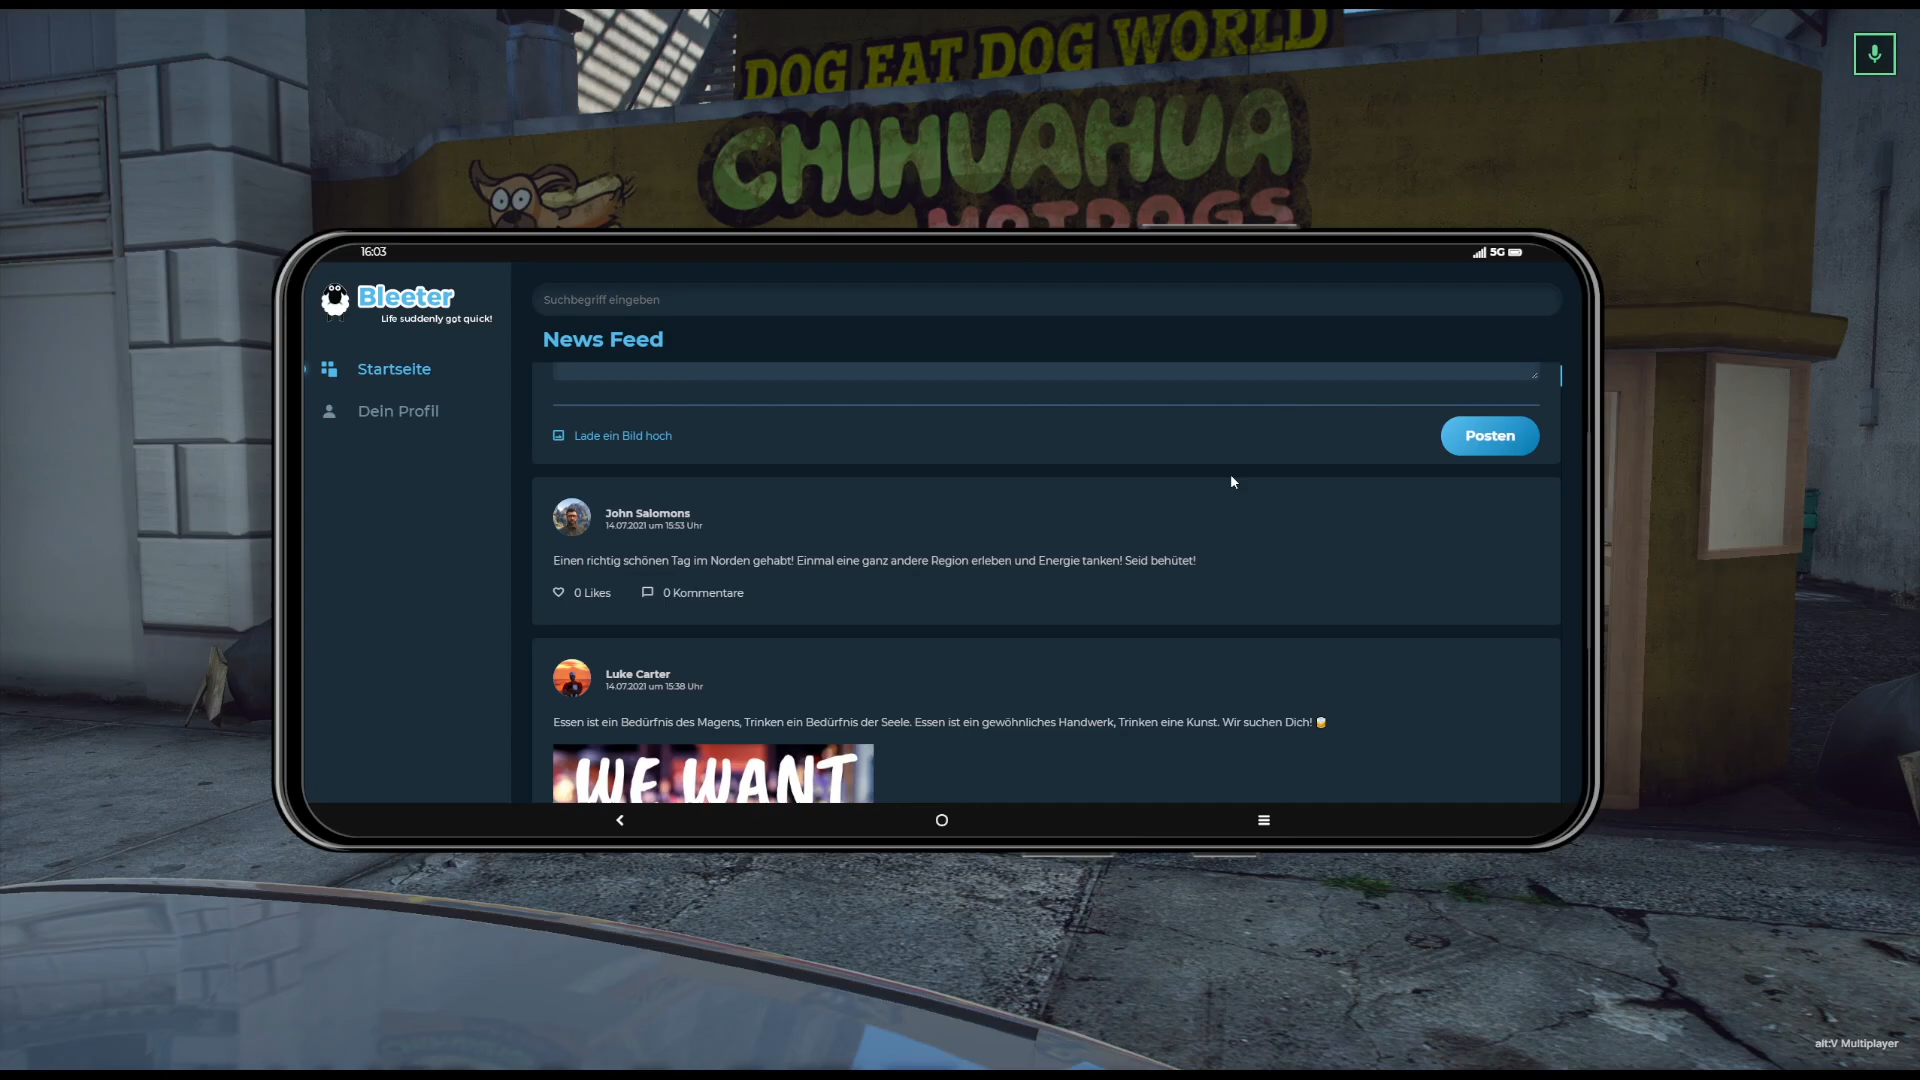 DOG EAT DOG WORLD
CHIHUAHUA
HOTDOGS
16:03
5G
Bleeter
Life suddenly got quick!
Suchbegriff eingeben
News Feed
Startseite
Dein Profil
Lade ein Bild hoch
Posten
John Salomons
14.07.2021 um 15:53 Uhr
Einen richtig schönen Tag im Norden gehabt! Einmal eine ganz andere Region erleben und Energie tanken! Seid behütet!
0 Likes
0 Kommentare
Luke Carter
14.07.2021 um 15:38 Uhr
Essen ist ein Bedürfnis des Magens, Trinken ein Bedürfnis der Seele. Essen ist ein gewöhnliches Handwerk, Trinken eine Kunst. Wir suchen Dich! 🥃
WE WANT
alt:V Multiplayer